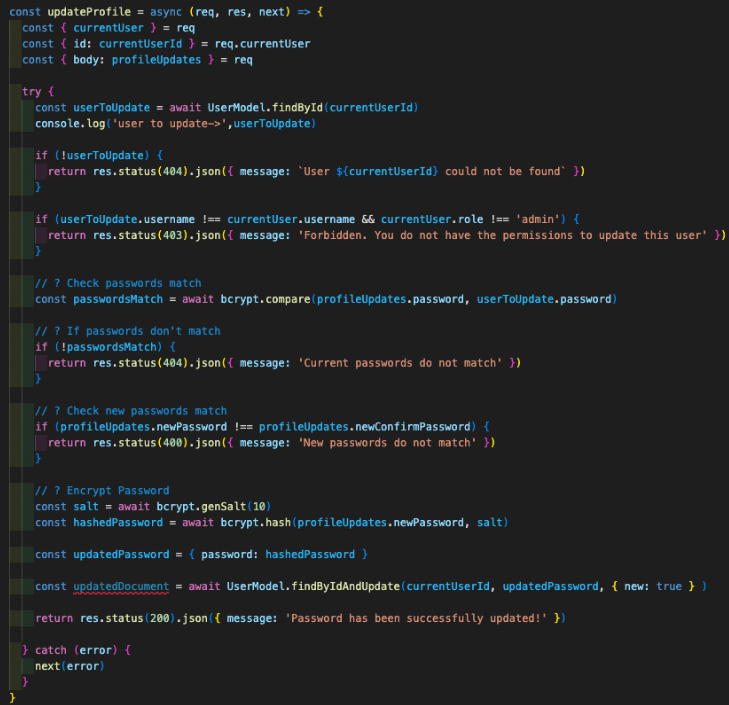 const updateProfile = async (req, res, next) => {
  const { currentUser } = req
  const { id: currentUserId } = req.currentUser
  const { body: profileUpdates } = req

  try {
    const userToUpdate = await UserModel.findById(currentUserId)
    console.log('user to update->',userToUpdate)

    if (!userToUpdate) {
      return res.status(404).json({ message: `User ${currentUserId} could not be found` })
    }

    if (userToUpdate.username !== currentUser.username && currentUser.role !== 'admin') {
      return res.status(403).json({ message: 'Forbidden. You do not have the permissions to update this user' })
    }

    // ? Check passwords match
    const passwordsMatch = await bcrypt.compare(profileUpdates.password, userToUpdate.password)

    // ? If passwords don't match
    if (!passwordsMatch) {
      return res.status(404).json({ message: 'Current passwords do not match' })
    }

    // ? Check new passwords match
    if (profileUpdates.newPassword !== profileUpdates.newConfirmPassword) {
      return res.status(400).json({ message: 'New passwords do not match' })
    }

    // ? Encrypt Password
    const salt = await bcrypt.genSalt(10)
    const hashedPassword = await bcrypt.hash(profileUpdates.newPassword, salt)

    const updatedPassword = { password: hashedPassword }

    const updatedDocument = await UserModel.findByIdAndUpdate(currentUserId, updatedPassword, { new: true } )

    return res.status(200).json({ message: 'Password has been successfully updated!' })

  } catch (error) {
    next(error)
  }
}